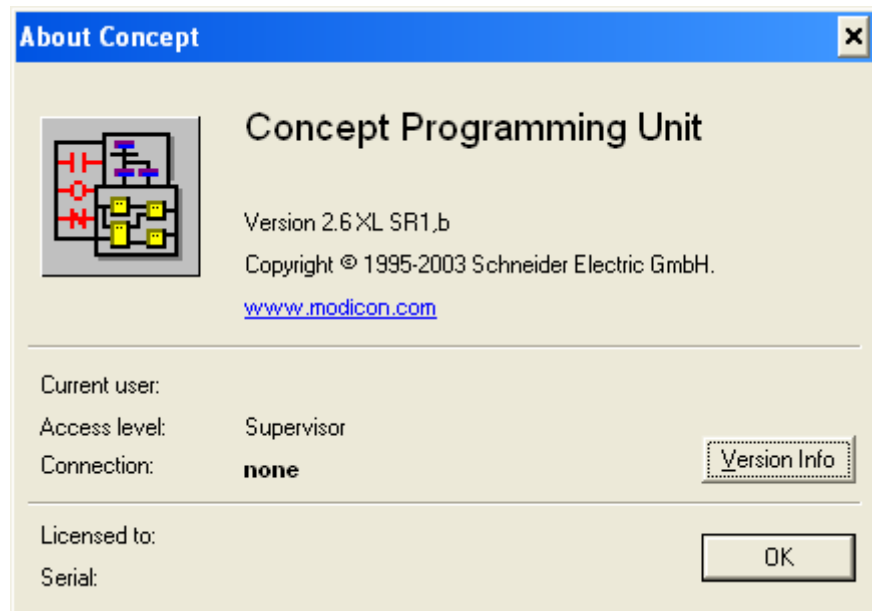 About Concept
Concept Programming Unit
Version 2.6 XL SR1,b
Copyright © 1995-2003 Schneider Electric GmbH.
www.modicon.com
Current user:
Access level: Supervisor
Connection: none
Version Info
Licensed to:
OK
Serial: